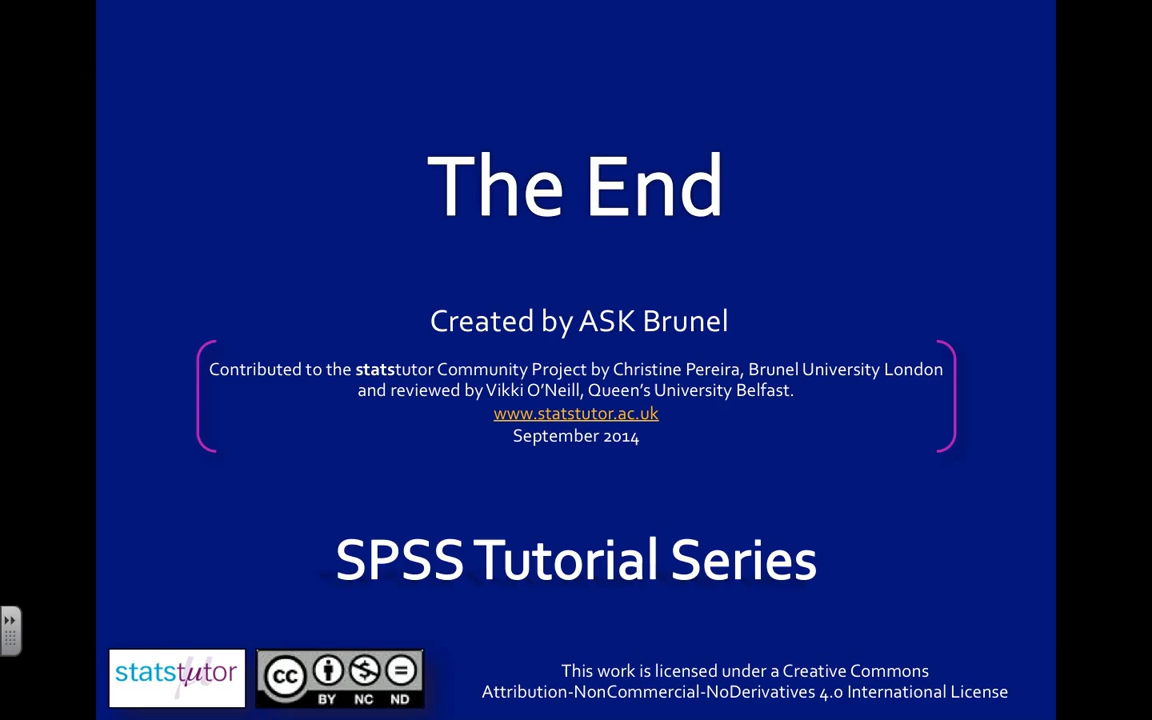 The End
Created by ASK Brunel
Contributed to the statstutor Community Project by Christine Pereira, Brunel University London
and reviewed by Vikki O’Neill, Queen’s University Belfast.
www.statstutor.ac.uk
September 2014
SPSS Tutorial Series
statstutor
cc
BY NC ND
This work is licensed under a Creative Commons
Attribution-NonCommercial-NoDerivatives 4.0 International License